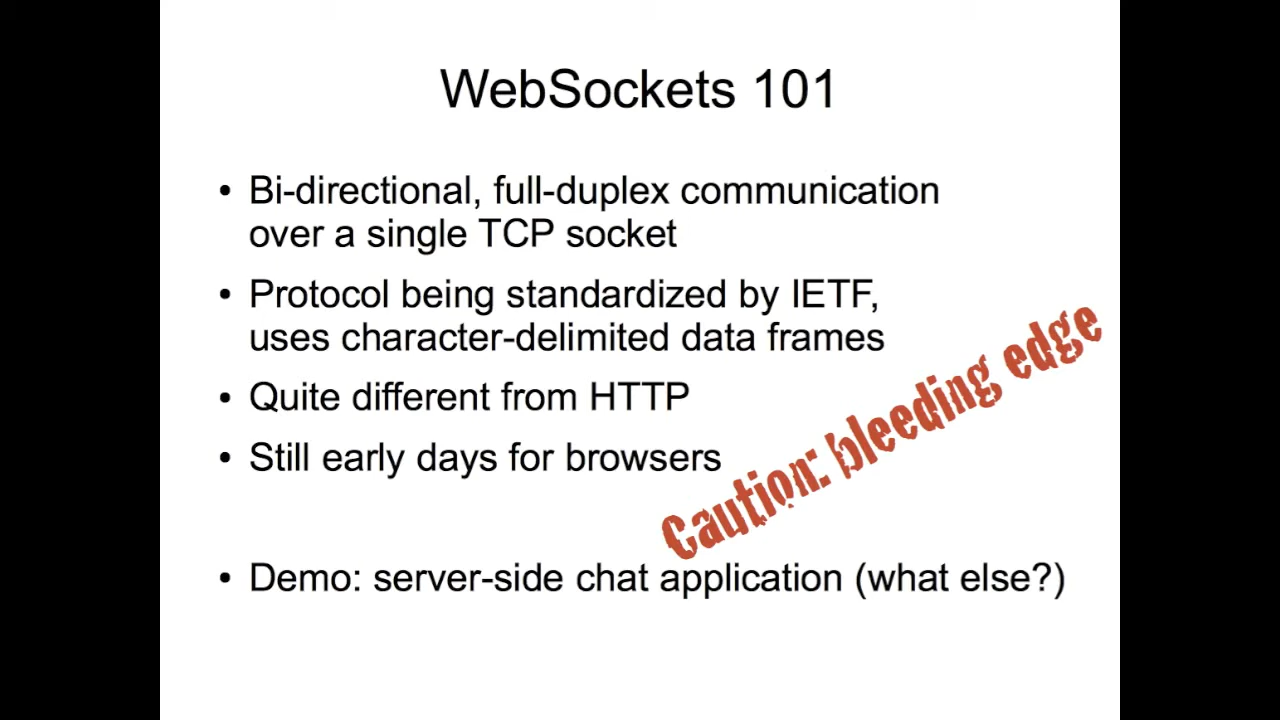 WebSockets 101
• Bi-directional, full-duplex communication
over a single TCP socket
• Protocol being standardized by IETF,
uses character-delimited data frames
• Quite different from HTTP
• Still early days for browsers
Caution: bleeding edge
• Demo: server-side chat application (what else?)